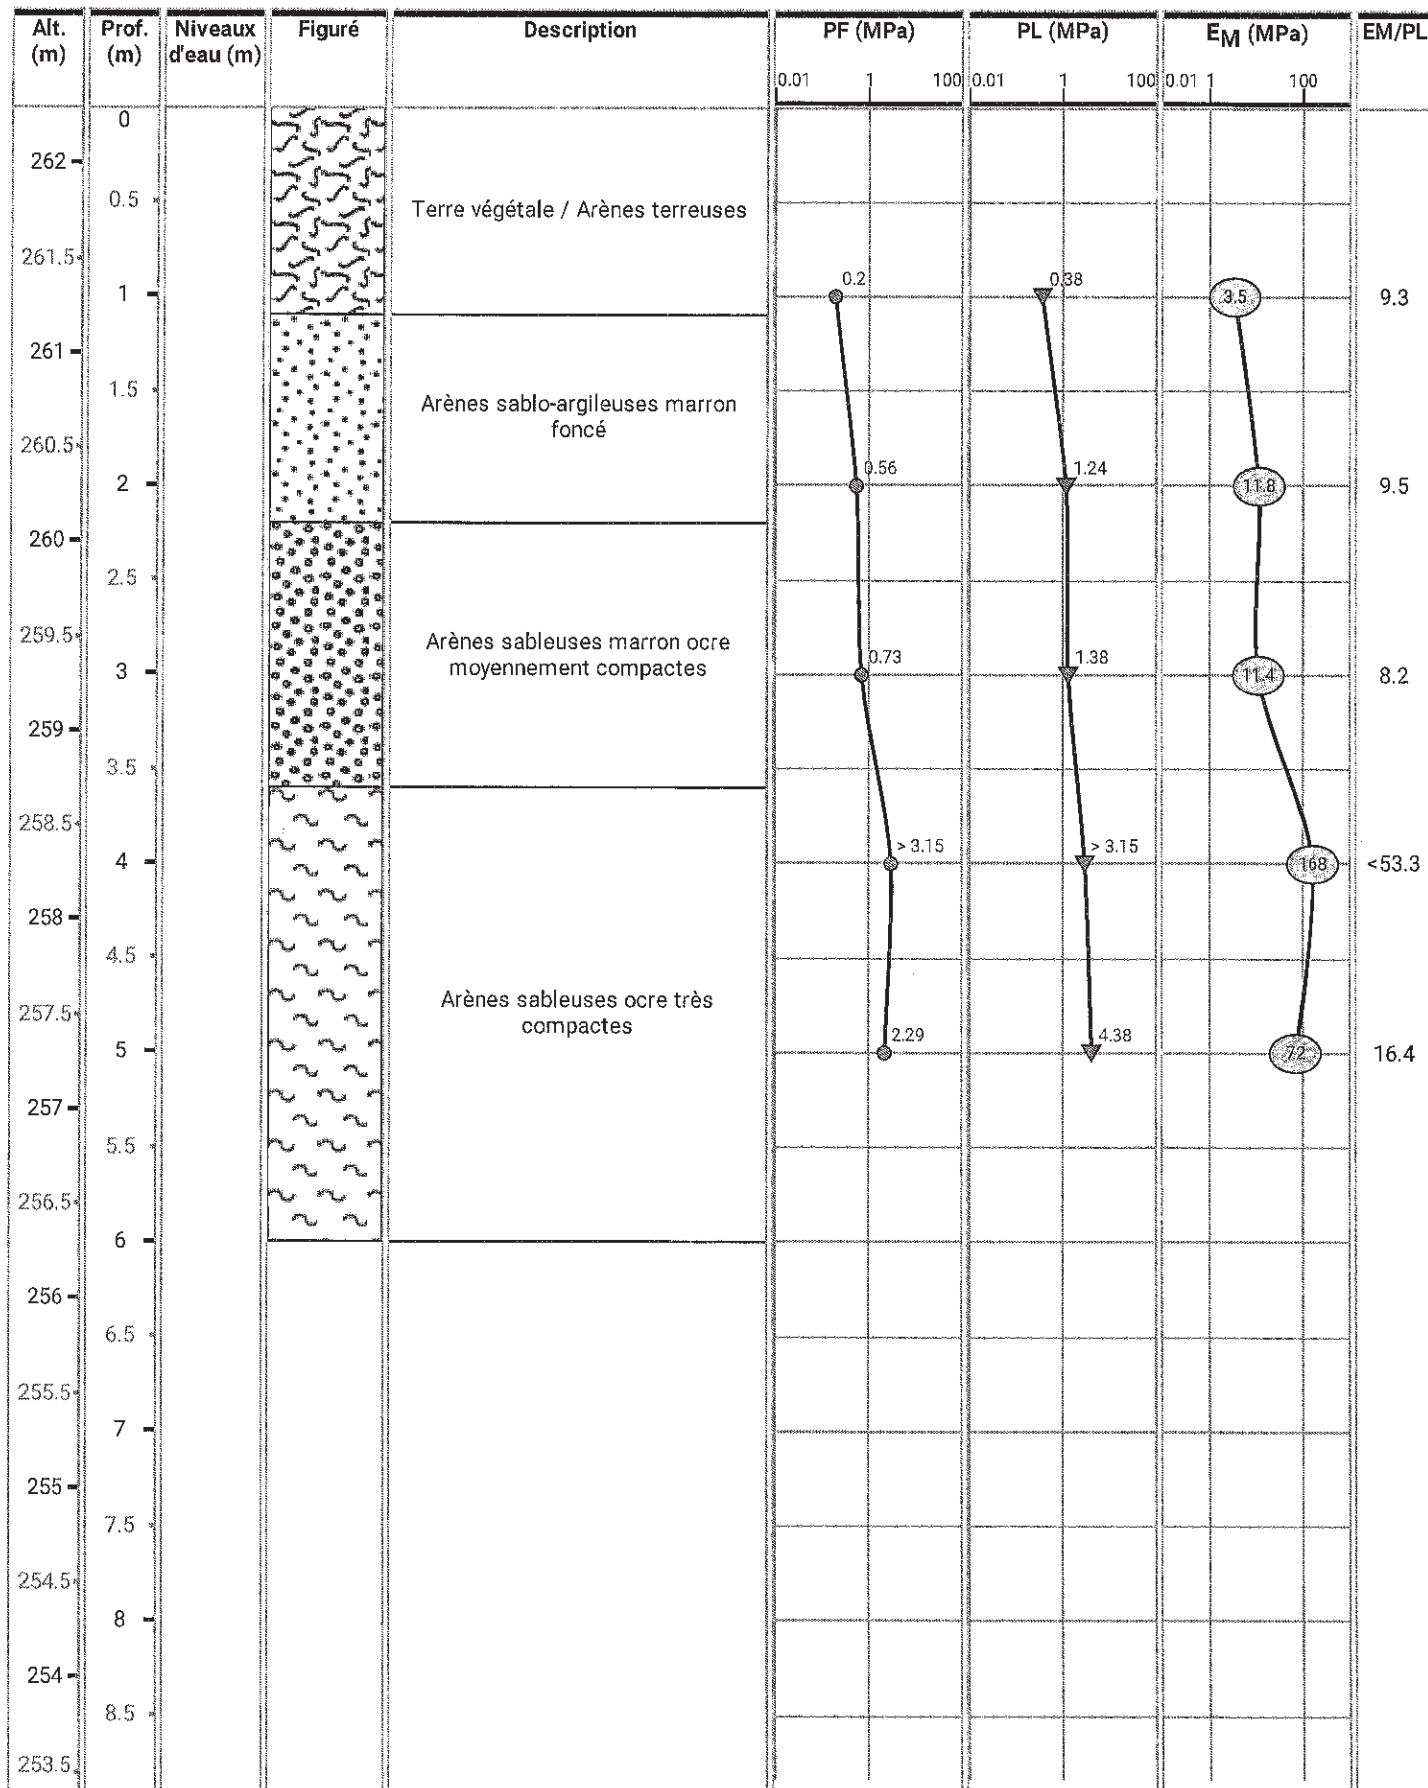 Alt. (m) Prof. (m) Niveaux d'eau (m) Figuré Description PF (MPa) PL (MPa) EM (MPa) EM/PL
0.01 1 100 0.01 1 100 0.01 1 100
0
262
0.5
Terre végétale / Arènes terreuses
261.5
0.2 0.38
1 3.5 9.3
261
1.5
Arènes sablo-argileuses marron
foncé
260.5
0.56 1.24
2 11.8 9.5
260
2.5
259.5
Arènes sableuses marron ocre
moyennement compactes
0.73 1.38
3 11.4 8.2
259
3.5
258.5
> 3.15 > 3.15
4 168 <53.3
258
4.5
Arènes sableuses ocre très
compactes
257.5
2.29 4.38
5 72 16.4
257
5.5
256.5
6
256
6.5
255.5
7
255
7.5
254.5
8
254
8.5
253.5